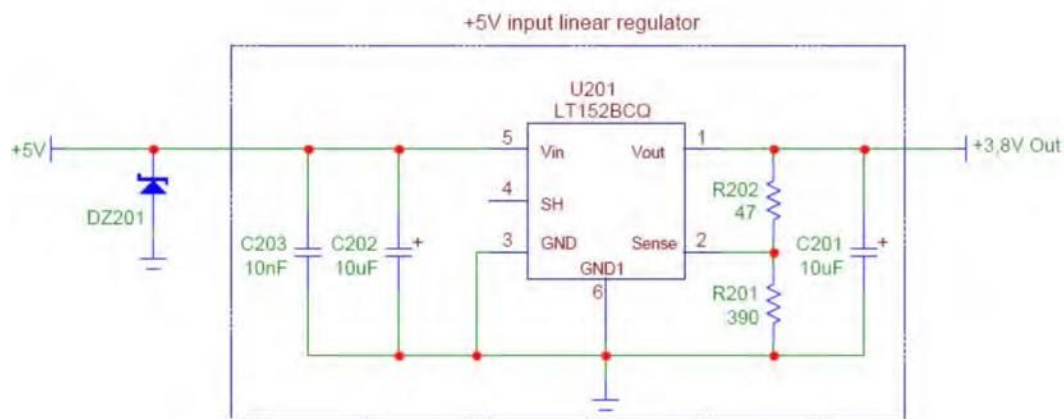 +5V input linear regulator
U201
LT152BCQ
+5V
5
Vin
Vout
1
+3,8V Out
DZ201
4
SH
R202
47
C203
10nF
C202
10uF
+
3
GND
Sense
2
C201
10uF
+
GND1
6
R201
390